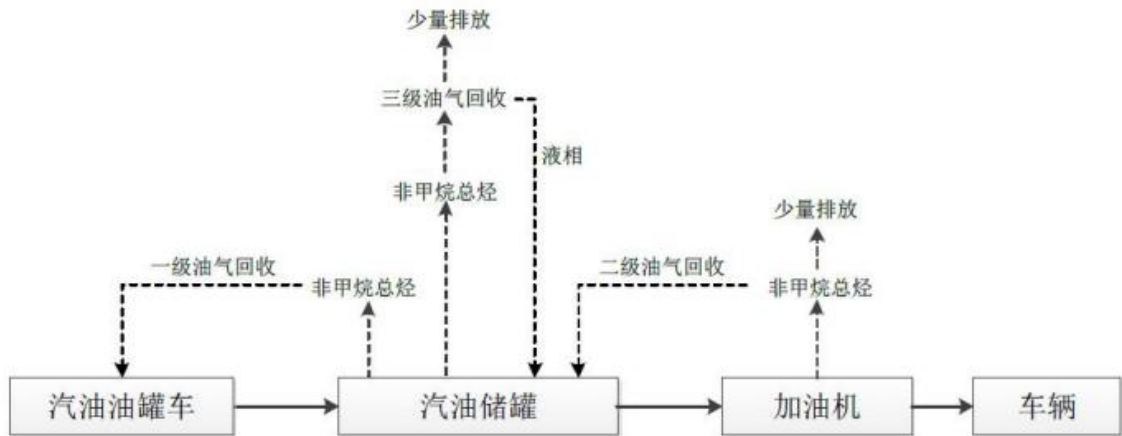 少量排放
三级油气回收
液相
非甲烷总烃
少量排放
一级油气回收
二级油气回收
非甲烷总烃
非甲烷总烃
汽油油罐车
汽油储罐
加油机
车辆